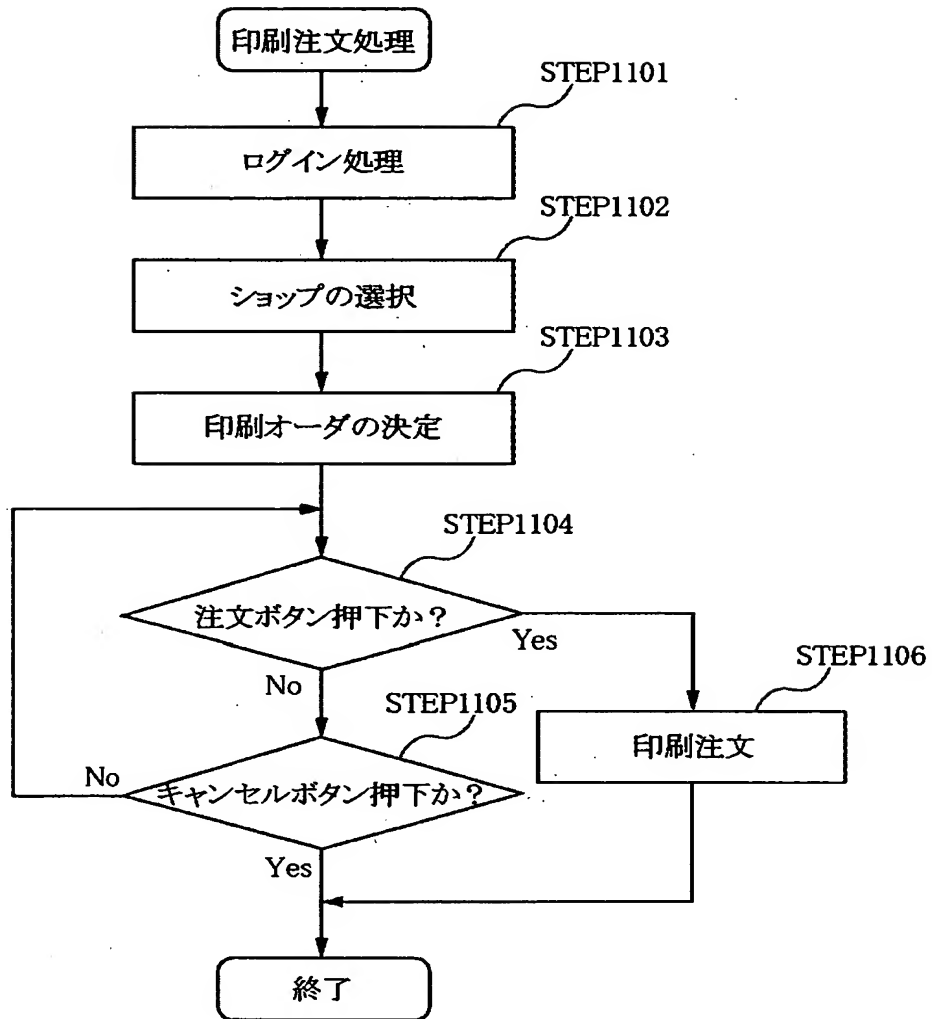 印刷注文処理
STEP1101
ログイン処理
STEP1102
ショップの選択
STEP1103
印刷オーダの決定
STEP1104
注文ボタン押下か?
Yes
No
STEP1106
印刷注文
STEP1105
キャンセルボタン押下か?
No
Yes
終了